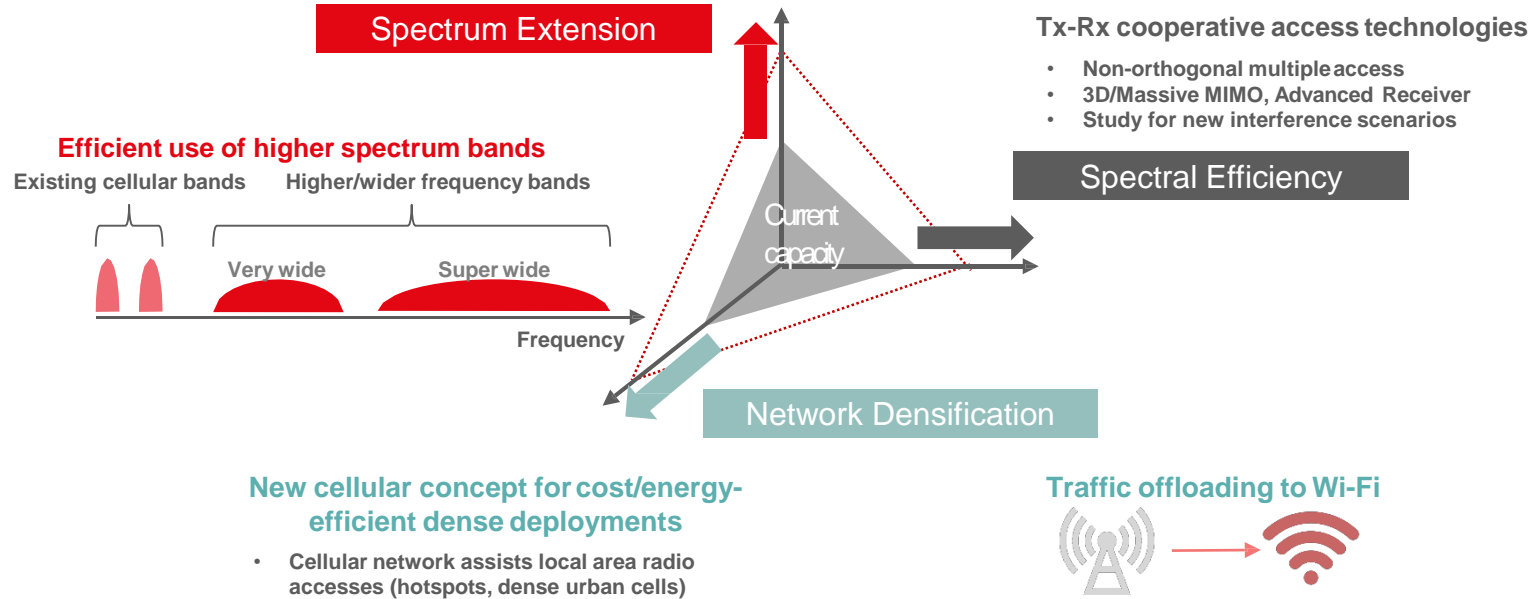 Spectrum Extension
Tx-Rx cooperative access technologies
• Non-orthogonal multiple access
• 3D/Massive MIMO, Advanced Receiver
• Study for new interference scenarios
Efficient use of higher spectrum bands
Existing cellular bands
Higher/wider frequency bands
Spectral Efficiency
Current
capacity
Very wide
Super wide
Frequency
Network Densification
New cellular concept for cost/energy-
efficient dense deployments
• Cellular network assists local area radio
accesses (hotspots, dense urban cells)
Traffic offloading to Wi-Fi